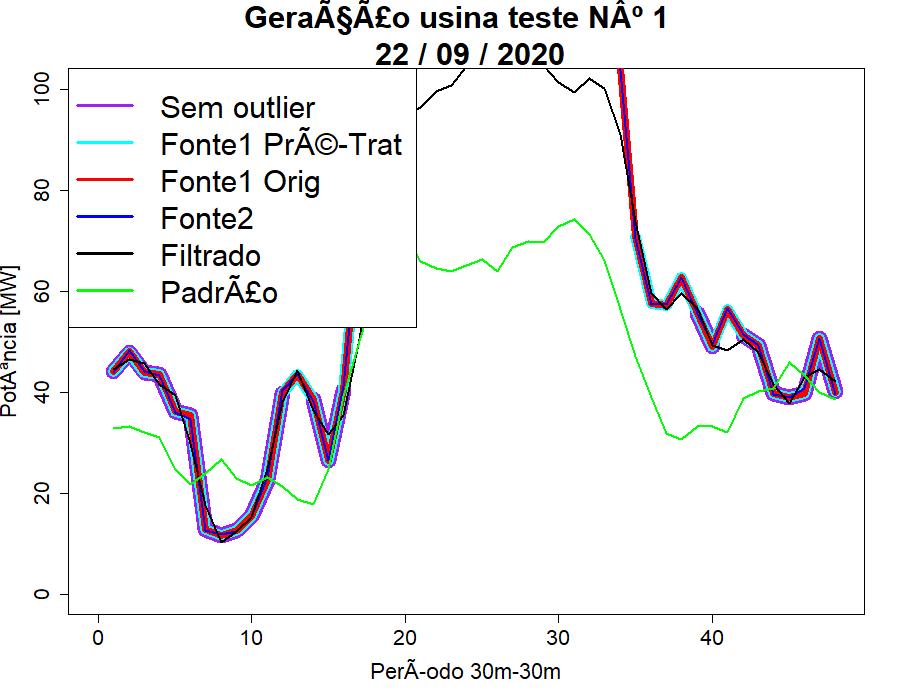 GeraÃ§Ã£o usina teste NÂº 1
22 / 09 / 2020
100
80
60
40
20
0
PotÃªncia [MW]
Sem outlier
Fonte1 PrÃ©-Trat
Fonte1 Orig
Fonte2
Filtrado
PadrÃ£o
0 10 20 30 40
PerÃ-odo 30m-30m